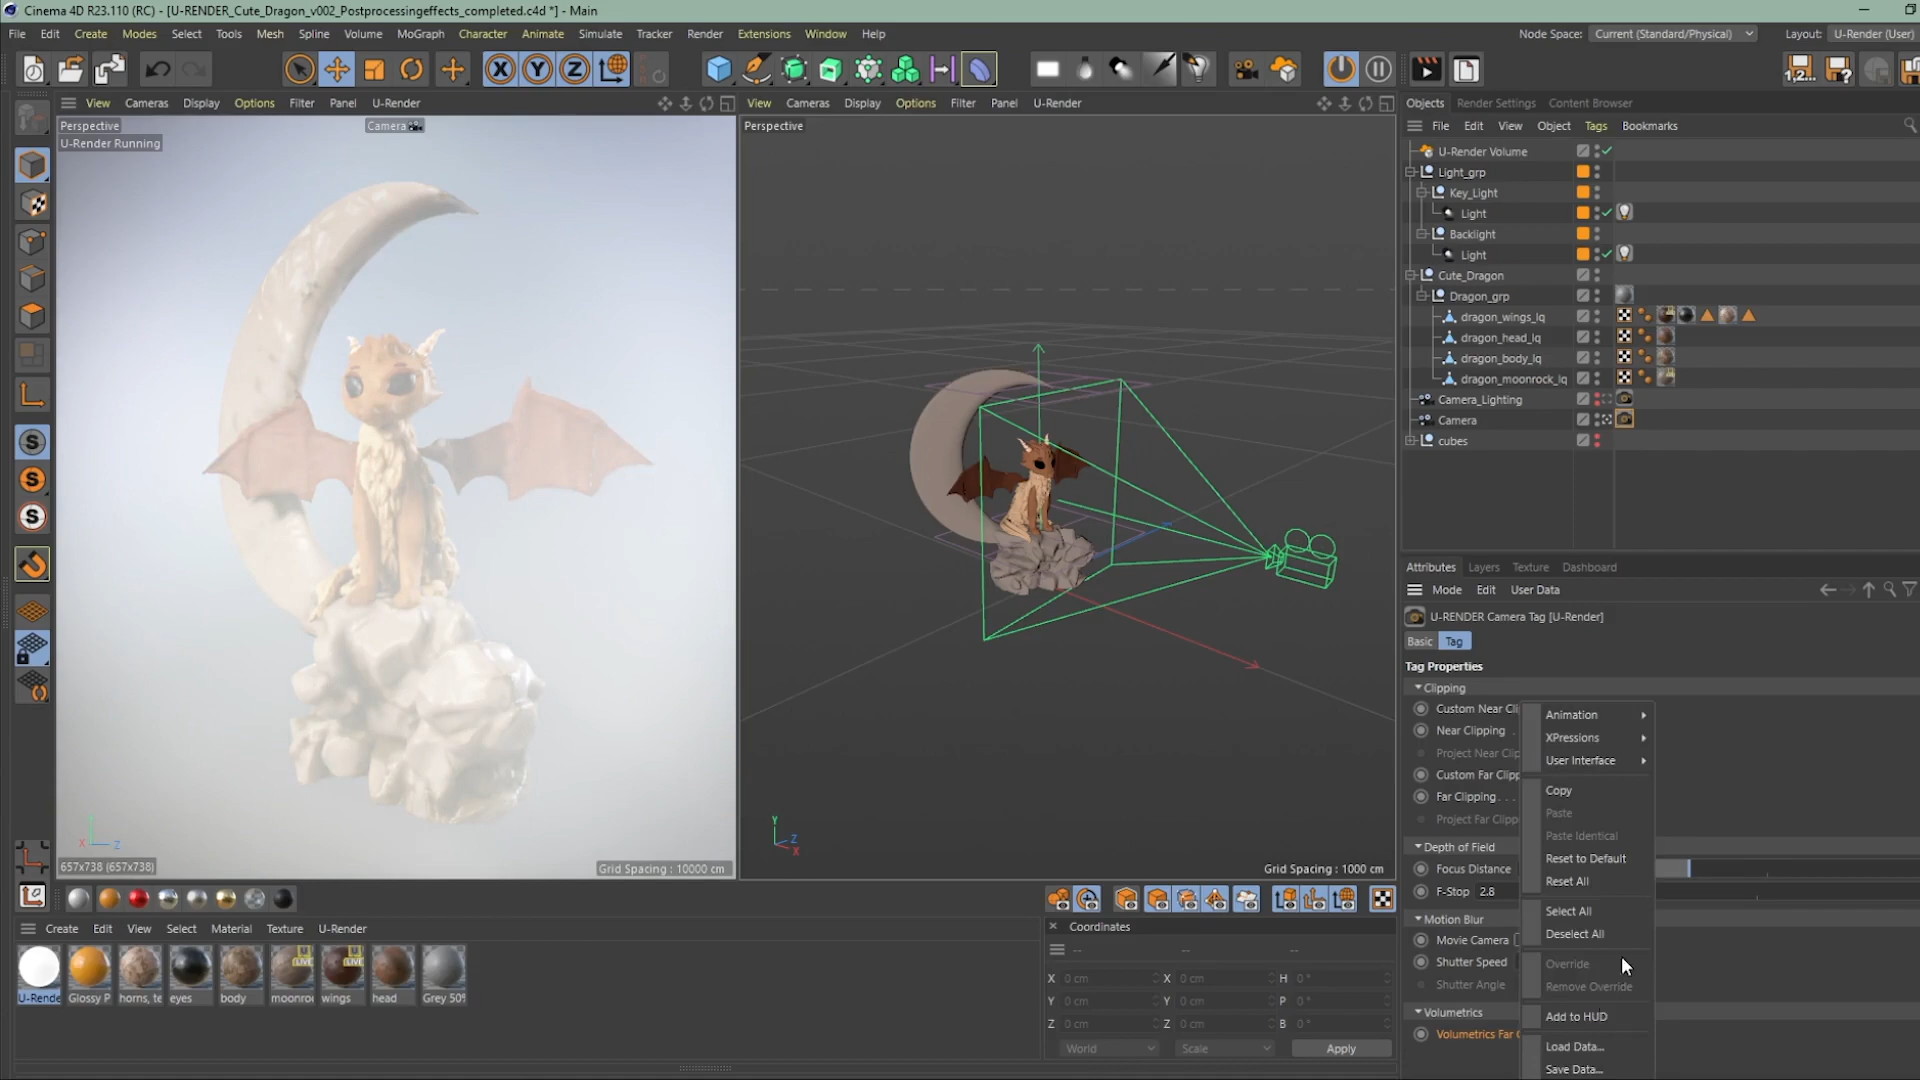 Cinema 4D R23.110 (RC) - [U-RENDER_Cute_Dragon_v002_Postprocessingeffects_completed.c4d *] - Main
File Edit Create Modes Select Tools Mesh Spline Volume MoGraph Character Animate Simulate Tracker Render Extensions Window Help Node Space: Current (Standard/Physical) Layout: U-Render (User)
X Y Z 1,2...
View Cameras Display Options Filter Panel U-Render
View Cameras Display Options Filter Panel U-Render
Objects Render Settings Content Browser
Perspective Camera
U-Render Running
Perspective
File Edit View Object Tags Bookmarks
U-Render Volume
Light_grp
Key_Light
Light
Backlight
Light
Cute_Dragon
Dragon_grp
dragon_wings_lq
dragon_head_lq
dragon_body_lq
dragon_moonrock_lq
Camera_Lighting
Camera
cubes
S
S
S
Y
X Z
657x738 (657x738)
Grid Spacing : 10000 cm
Y
Z
X
Grid Spacing : 1000 cm
Attributes Layers Texture Dashboard
Mode Edit User Data
U-RENDER Camera Tag [U-Render]
Basic Tag
Tag Properties
Clipping
Custom Near Cli
Near Clipping .
Project Near Clip
Custom Far Clipp
Far Clipping. . . .
Project Far Clipp
Depth of Field
Focus Distance
F-Stop 2.8
Motion Blur
Movie Camera
Shutter Speed
Shutter Angle
Volumetrics
Volumetrics Far C
Animation
XPressions
User Interface
Copy
Paste
Paste Identical
Reset to Default
Reset All
Select All
Deselect All
Override
Remove Override
Add to HUD
Load Data...
Save Data...
Create Edit View Select Material Texture U-Render
LIVE LIVE
U-Rende Glossy P horns, te eyes body moonro wings head Grey 50%
Coordinates
-- -- --
X 0 cm X 0 cm H 0 °
Y 0 cm Y 0 cm P 0 °
Z 0 cm Z 0 cm B 0 °
World Scale Apply